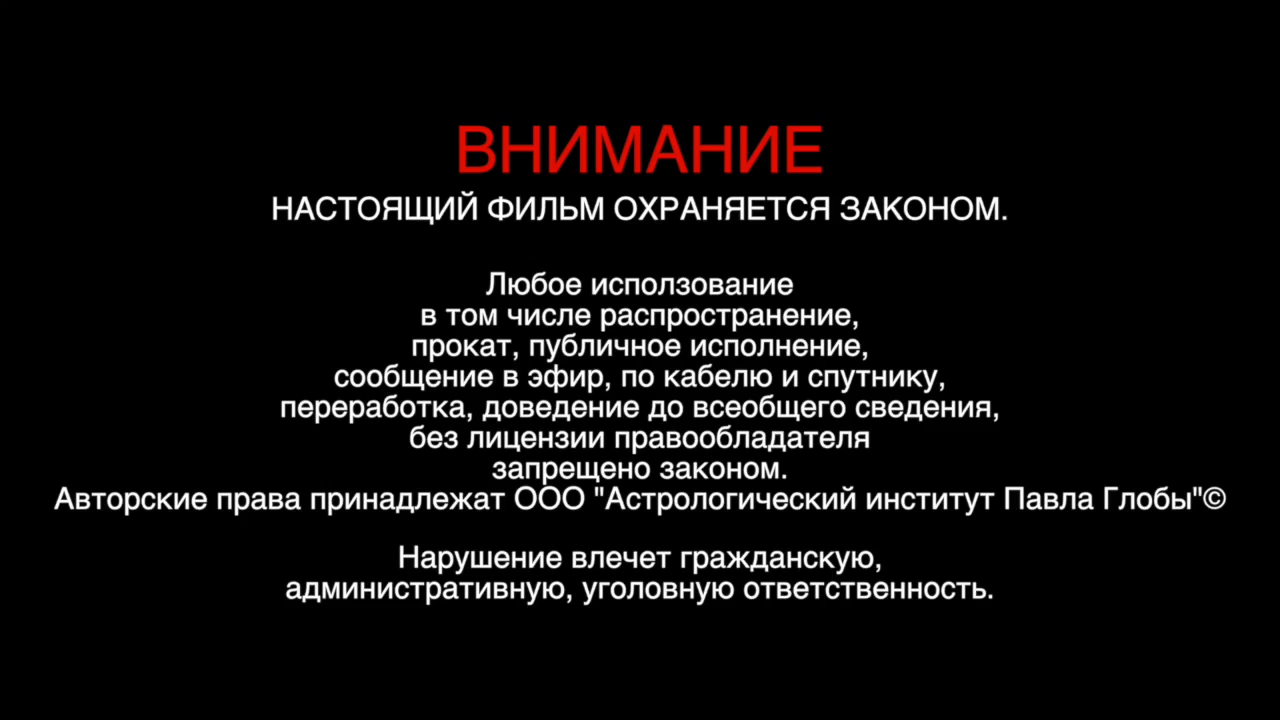 ВНИМАНИЕ
НАСТОЯЩИЙ ФИЛЬМ ОХРАНЯЕТСЯ ЗАКОНОМ.
Любое исползование
в том числе распространение,
прокат, публичное исполнение,
сообщение в эфир, по кабелю и спутнику,
переработка, доведение до всеобщего сведения,
без лицензии правообладателя
запрещено законом.
Авторские права принадлежат ООО "Астрологический институт Павла Глобы"©
Нарушение влечет гражданскую,
административную, уголовную ответственность.